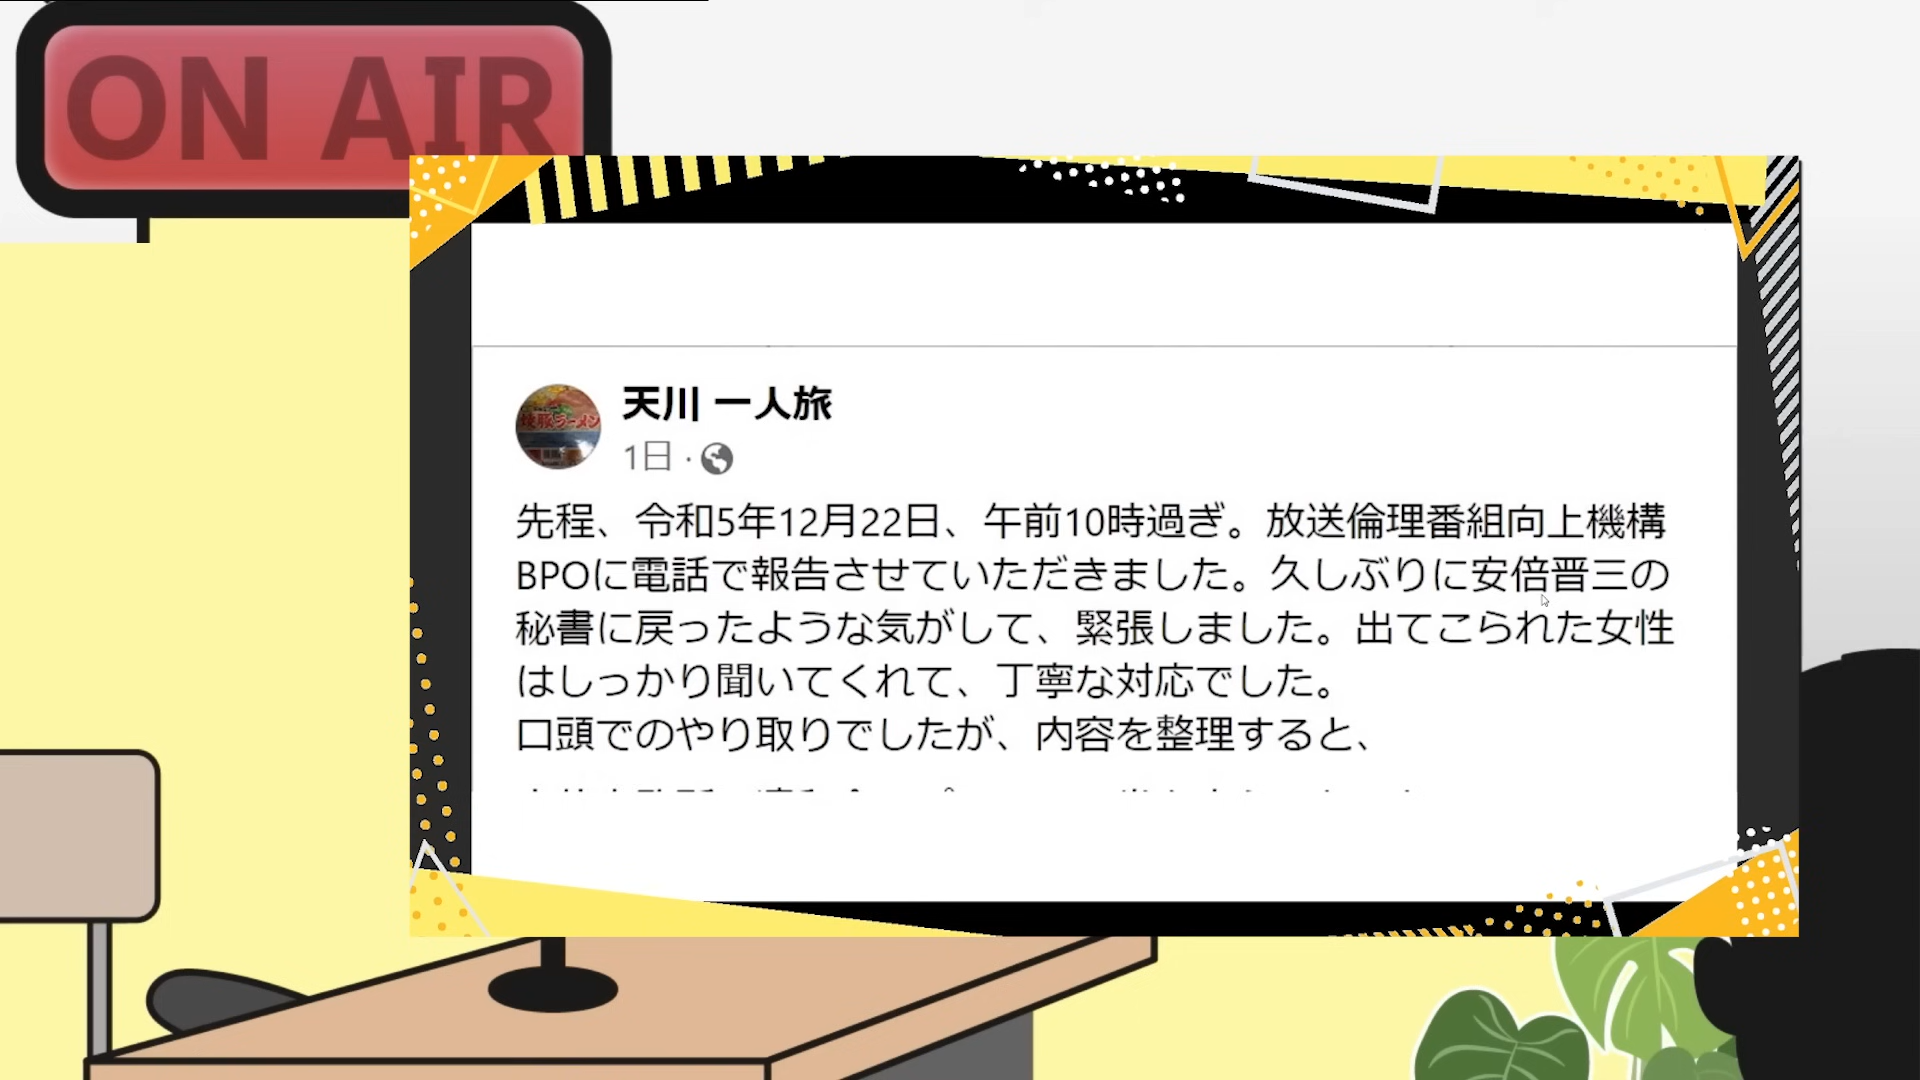 ON AIR
焼豚ラーメン
天川 一人旅
1日 ·
先程、令和5年12月22日、午前10時過ぎ。放送倫理番組向上機構
BPOに電話で報告させていただきました。久しぶりに安倍晋三の
秘書に戻ったような気がして、緊張しました。出てこられた女性
はしっかり聞いてくれて、丁寧な対応でした。
口頭でのやり取りでしたが、内容を整理すると、